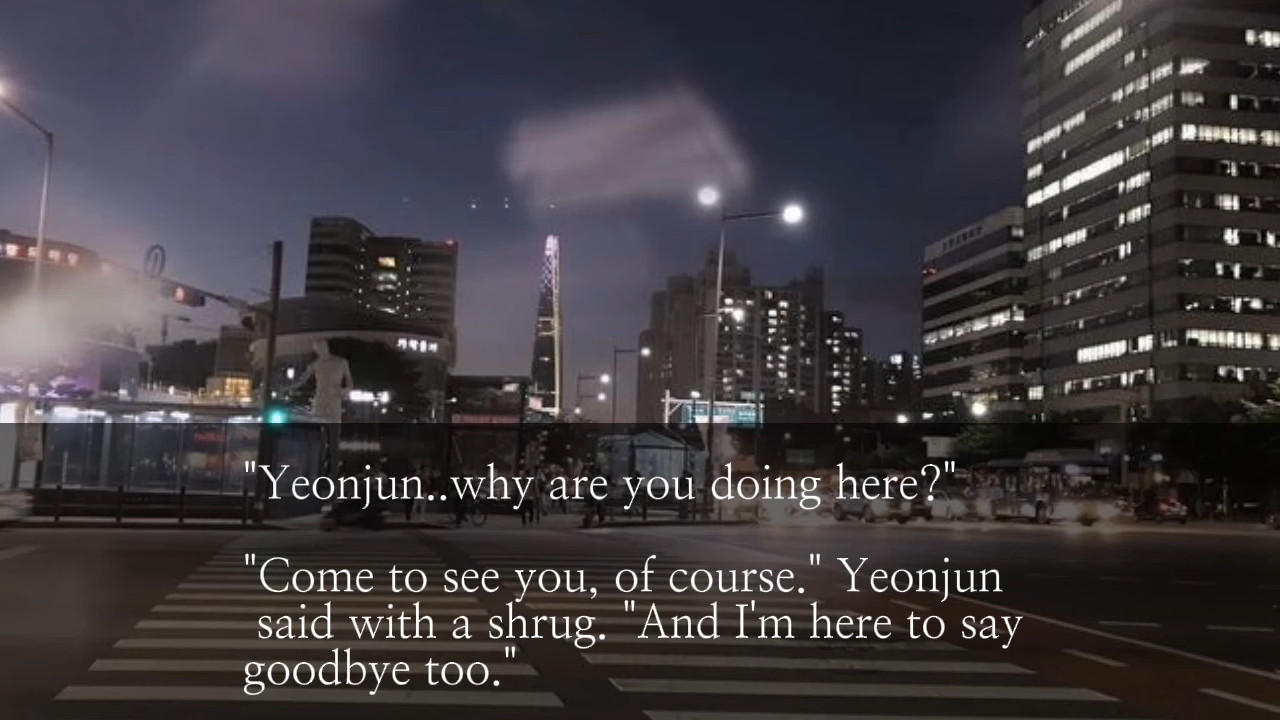 "Yeonjun..why are you doing here?"
"Come to see you, of course." Yeonjun
said with a shrug. "And I'm here to say
goodbye too."